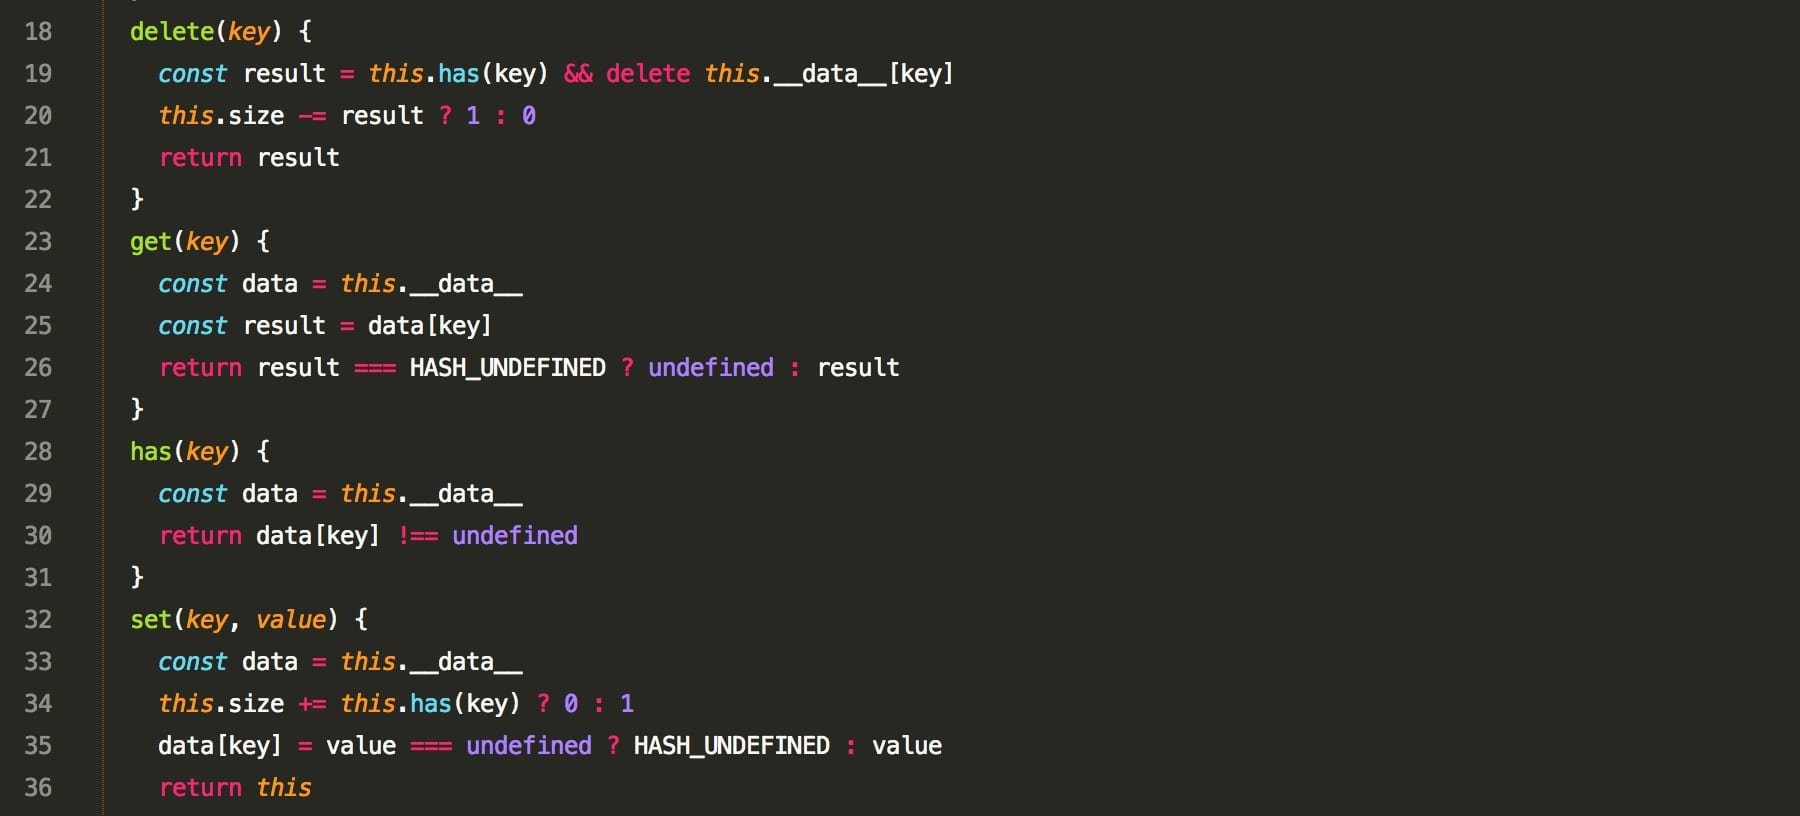 18 delete(key) {
19 const result = this.has(key) && delete this.__data__[key]
20 this.size -= result ? 1 : 0
21 return result
22 }
23 get(key) {
24 const data = this.__data__
25 const result = data[key]
26 return result === HASH_UNDEFINED ? undefined : result
27 }
28 has(key) {
29 const data = this.__data__
30 return data[key] !== undefined
31 }
32 set(key, value) {
33 const data = this.__data__
34 this.size += this.has(key) ? 0 : 1
35 data[key] = value === undefined ? HASH_UNDEFINED : value
36 return this